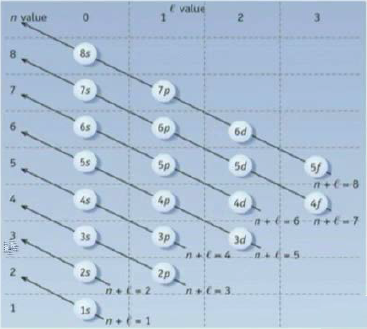 ℓ value
n value 0 1 2 3
8 8s
7 7s 7p
6 6s 6p 6d
5 5s 5p 5d 5f
n + ℓ = 8
4 4s 4p 4d 4f
n + ℓ = 6 n + ℓ = 7
3 3s 3p 3d
n + ℓ = 4 n + ℓ = 5
2 2s 2p
n + ℓ = 2 n + ℓ = 3
1 1s
n + ℓ = 1